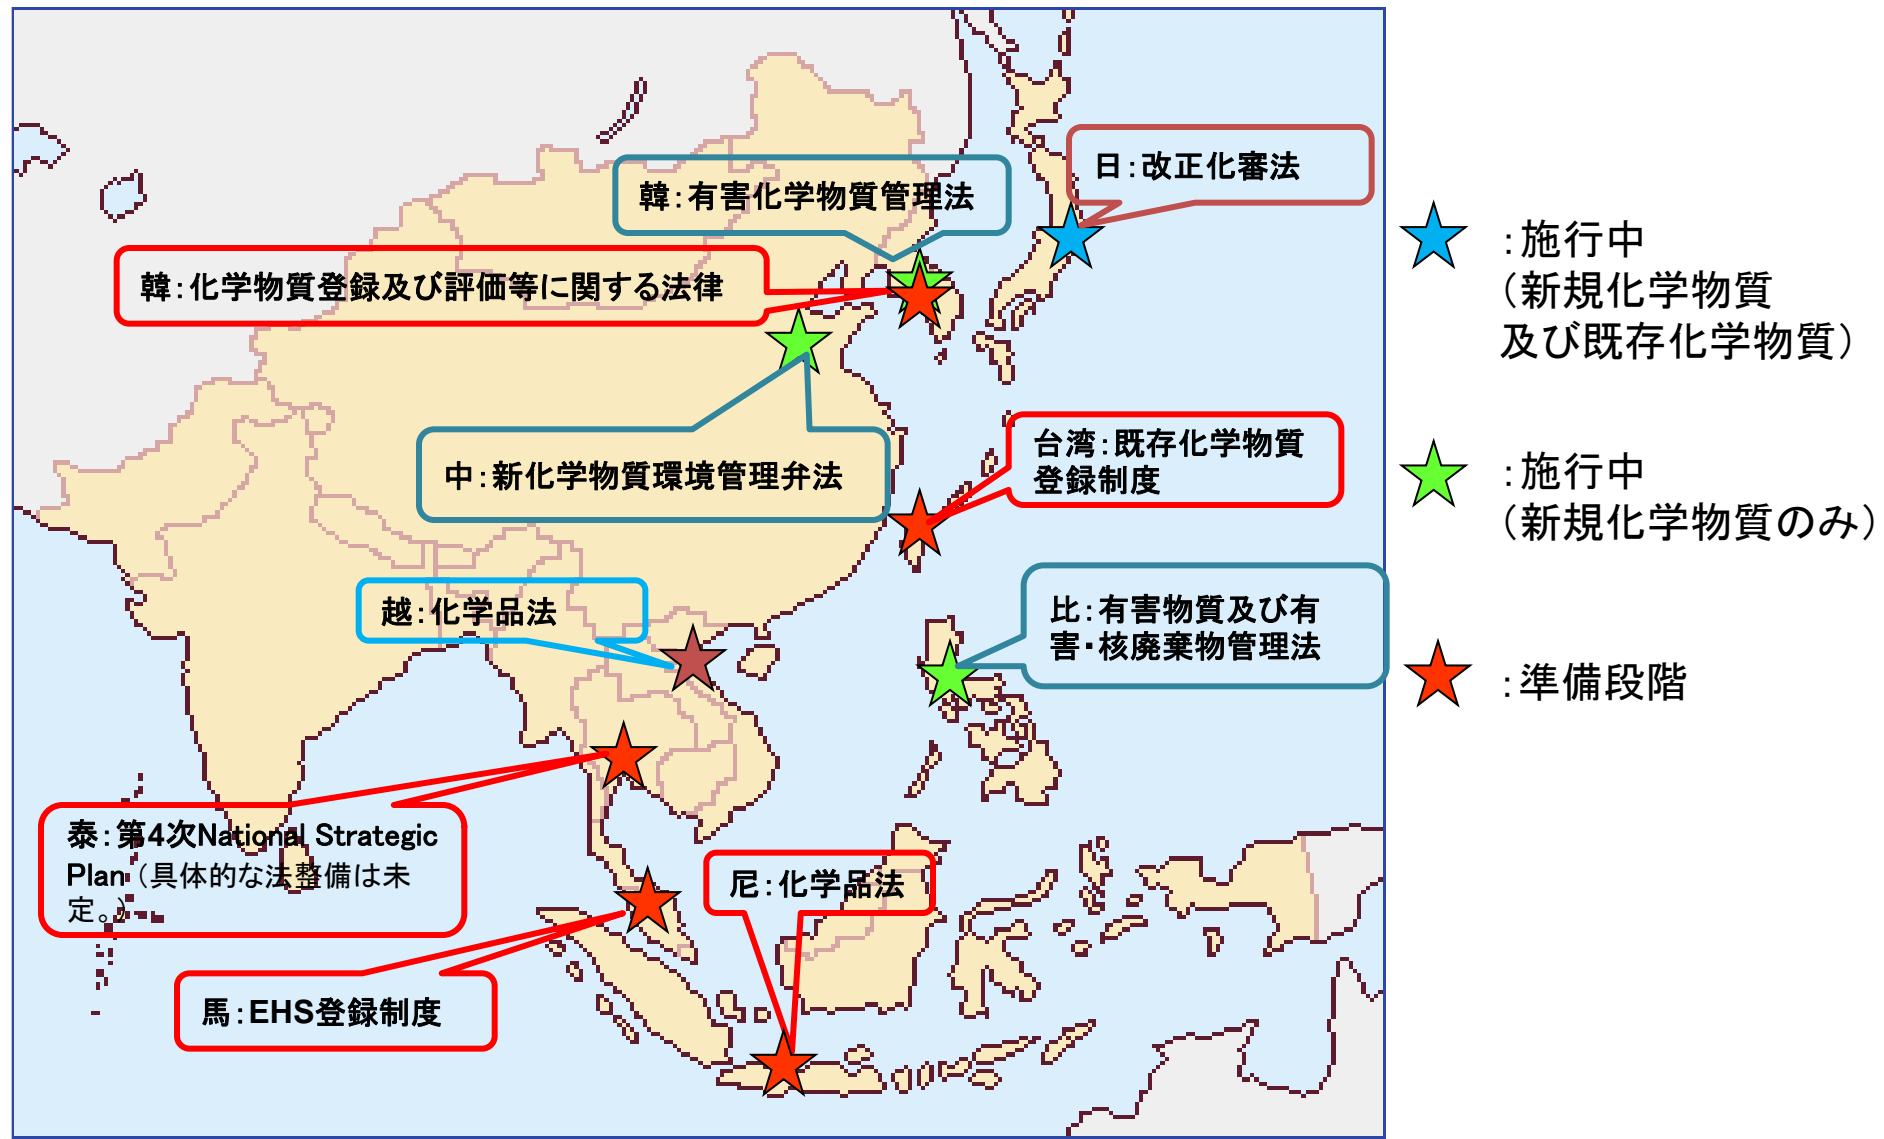 日：改正化審法
韓：有害化学物質管理法
韓：化学物質登録及び評価等に関する法律
中：新化学物質環境管理弁法
台湾：既存化学物質
登録制度
越：化学品法
比：有害物質及び有
害・核廃棄物管理法
泰：第4次National Strategic
Plan（具体的な法整備は未
定。）
尼：化学品法
馬：EHS登録制度
：施行中
（新規化学物質
及び既存化学物質）
：施行中
（新規化学物質のみ）
：準備段階